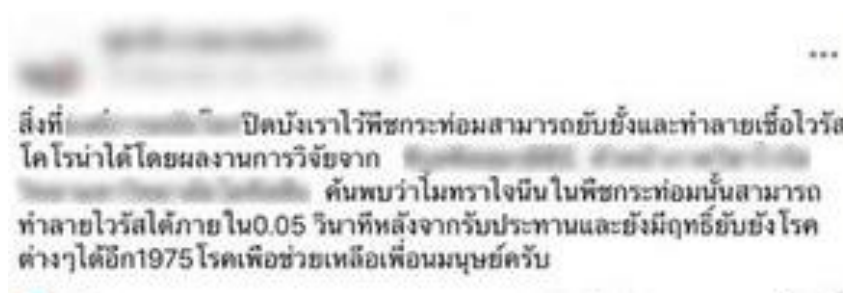 สิ่งที่ ปิดบังเราไว้พืชกระท่อมสามารถยับยั้งและทำลายเชื้อไวรัส
โคโรน่าได้โดยผลงานการวิจัยจาก
ค้นพบว่าไมทราไจนีนในพืชกระท่อมนั้นสามารถ
ทำลายไวรัสได้ภายใน0.05 วินาทีหลังจากรับประทานและยังมีฤทธิ์ยับยังโรค
ต่างๆได้อีก1975โรคเพือช่วยเหลือเพื่อนมนุษย์ครับ